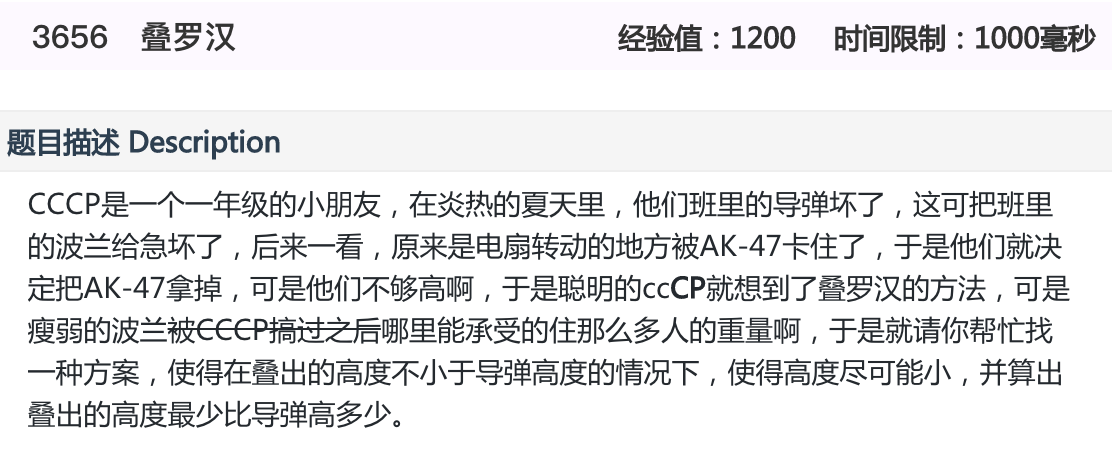 3656 叠罗汉 经验值：1200 时间限制：1000毫秒
题目描述 Description
CCCP是一个一年级的小朋友，在炎热的夏天里，他们班里的导弹坏了，这可把班里
的波兰给急坏了，后来一看，原来是电扇转动的地方被AK-47卡住了，于是他们就决
定把AK-47拿掉，可是他们不够高啊，于是聪明的ccCP就想到了叠罗汉的方法，可是
瘦弱的波兰被CCCP搞过之后哪里能承受的住那么多人的重量啊，于是就请你帮忙找
一种方案，使得在叠出的高度不小于导弹高度的情况下，使得高度尽可能小，并算出
叠出的高度最少比导弹高多少。